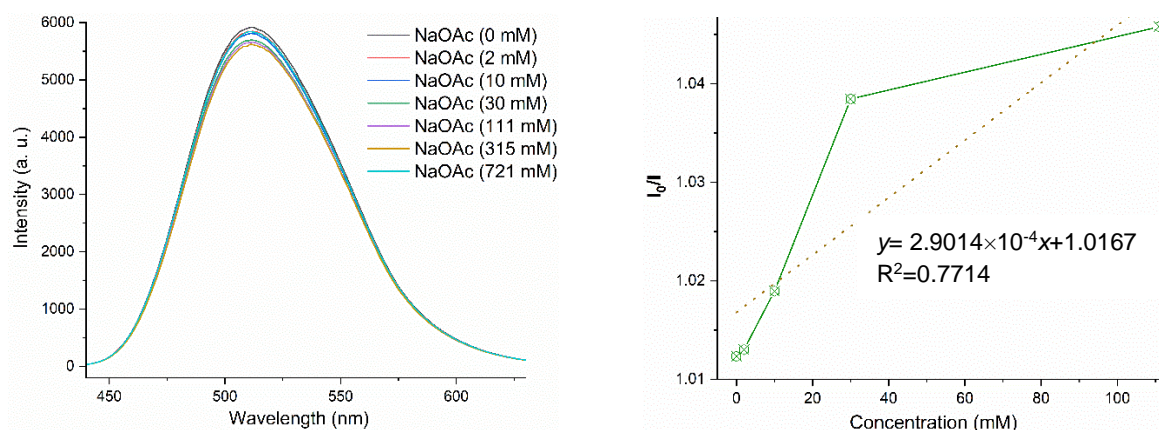 6000
5000
4000
3000
2000
1000
0
Intensity (a. u.)
450
500
550
600
Wavelength (nm)
NaOAc (0 mM)
NaOAc (2 mM)
NaOAc (10 mM)
NaOAc (30 mM)
NaOAc (111 mM)
NaOAc (315 mM)
NaOAc (721 mM)
1.04
1.03
1.02
1.01
I₀/I
y= 2.9014×10⁻⁴x+1.0167
R²=0.7714
0
20
40
60
80
100
Concentration (mM)